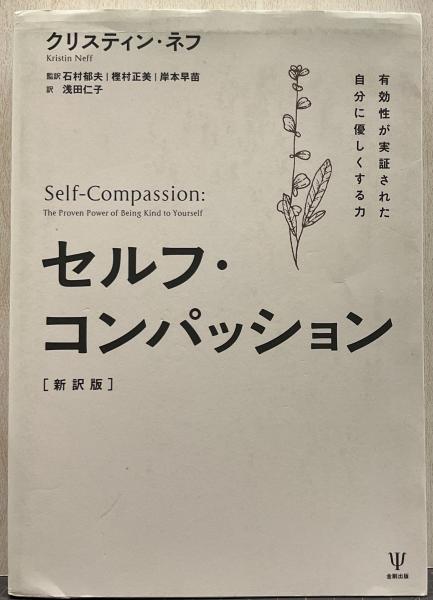 クリスティン・ネフ
Kristin Neff
監訳 石村郁夫｜樫村正美｜岸本早苗
訳 浅田仁子
有効性が実証された
自分に優しくする力
Self-Compassion:
The Proven Power of Being Kind to Yourself
セルフ・
コンパッション
［新訳版］
Ψ
金剛出版